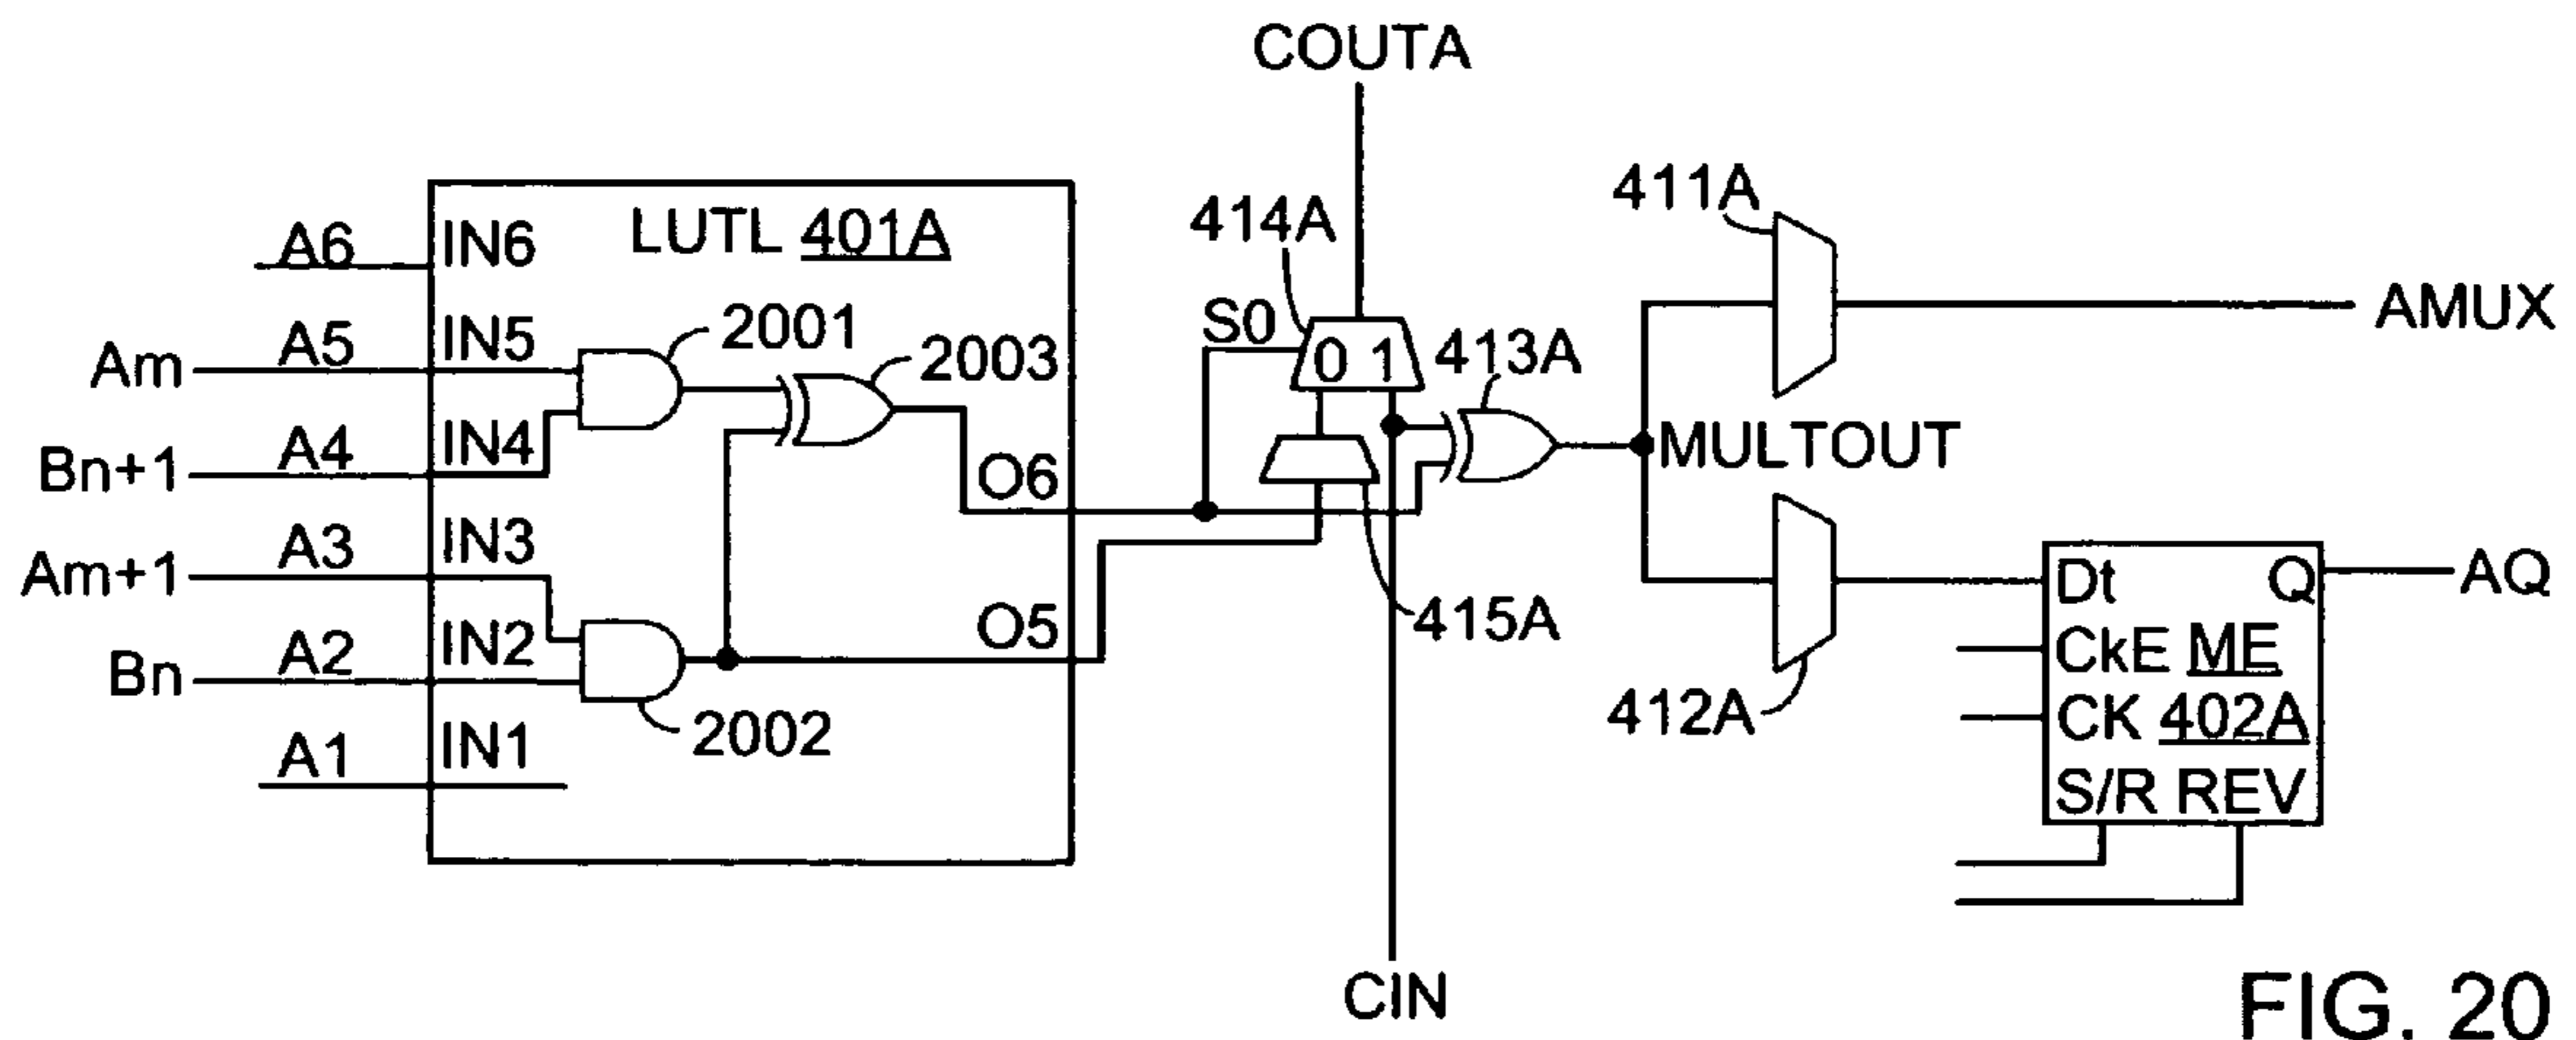 COUTA
411A
414A
LUTL 401A
A6 IN6
S0
2001
AMUX
A5 IN5
Am
2003
0 1
413A
A4 IN4
Bn+1
MULTOUT
O6
A3 IN3
Am+1
Dt Q
AQ
415A
O5
A2 IN2
Bn
CkE ME
412A
CK 402A
2002
A1 IN1
S/R REV
CIN
FIG. 20